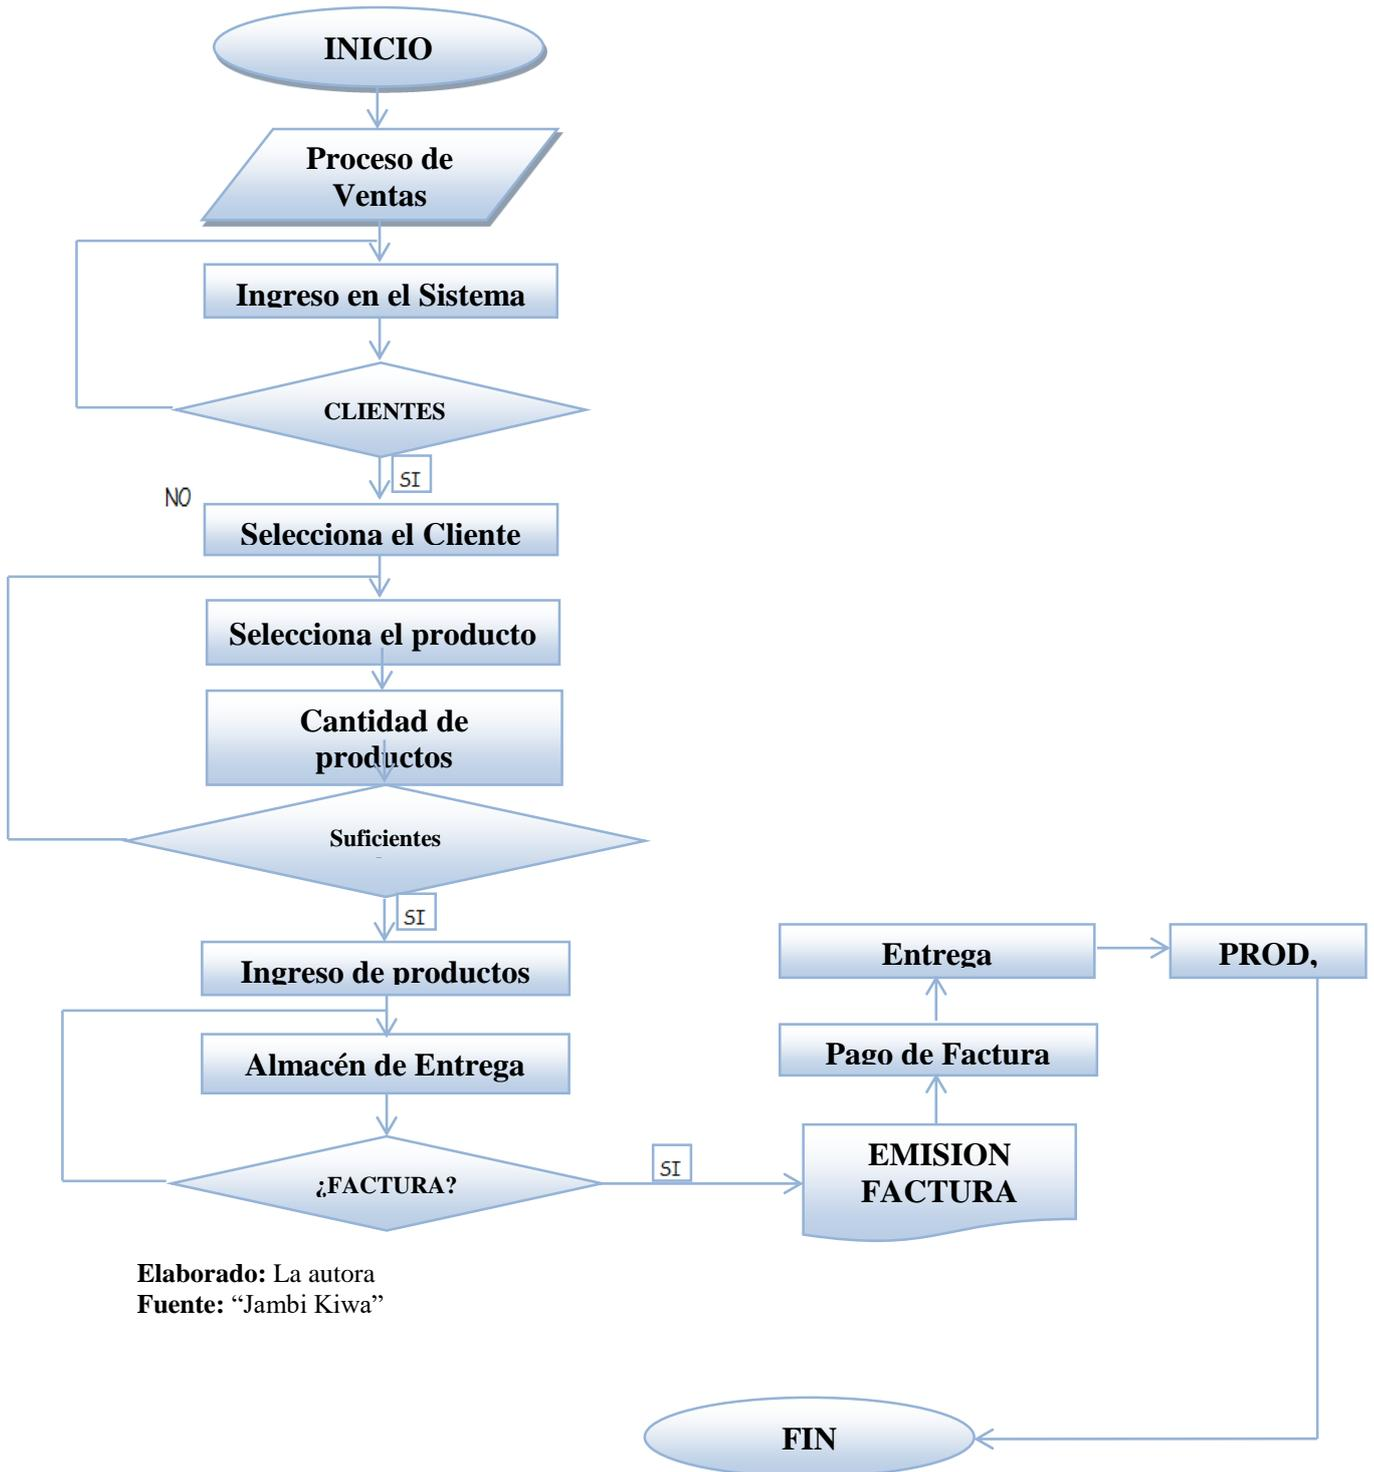 INICIO
Proceso de
Ventas
Ingreso en el Sistema
CLIENTES
SI
NO
Selecciona el Cliente
Selecciona el producto
Cantidad de
productos
Suficientes
SI
Ingreso de productos
Almacén de Entrega
¿FACTURA?
SI
EMISION
FACTURA
Pago de Factura
Entrega
PROD,
Elaborado: La autora
Fuente: “Jambi Kiwa”
FIN